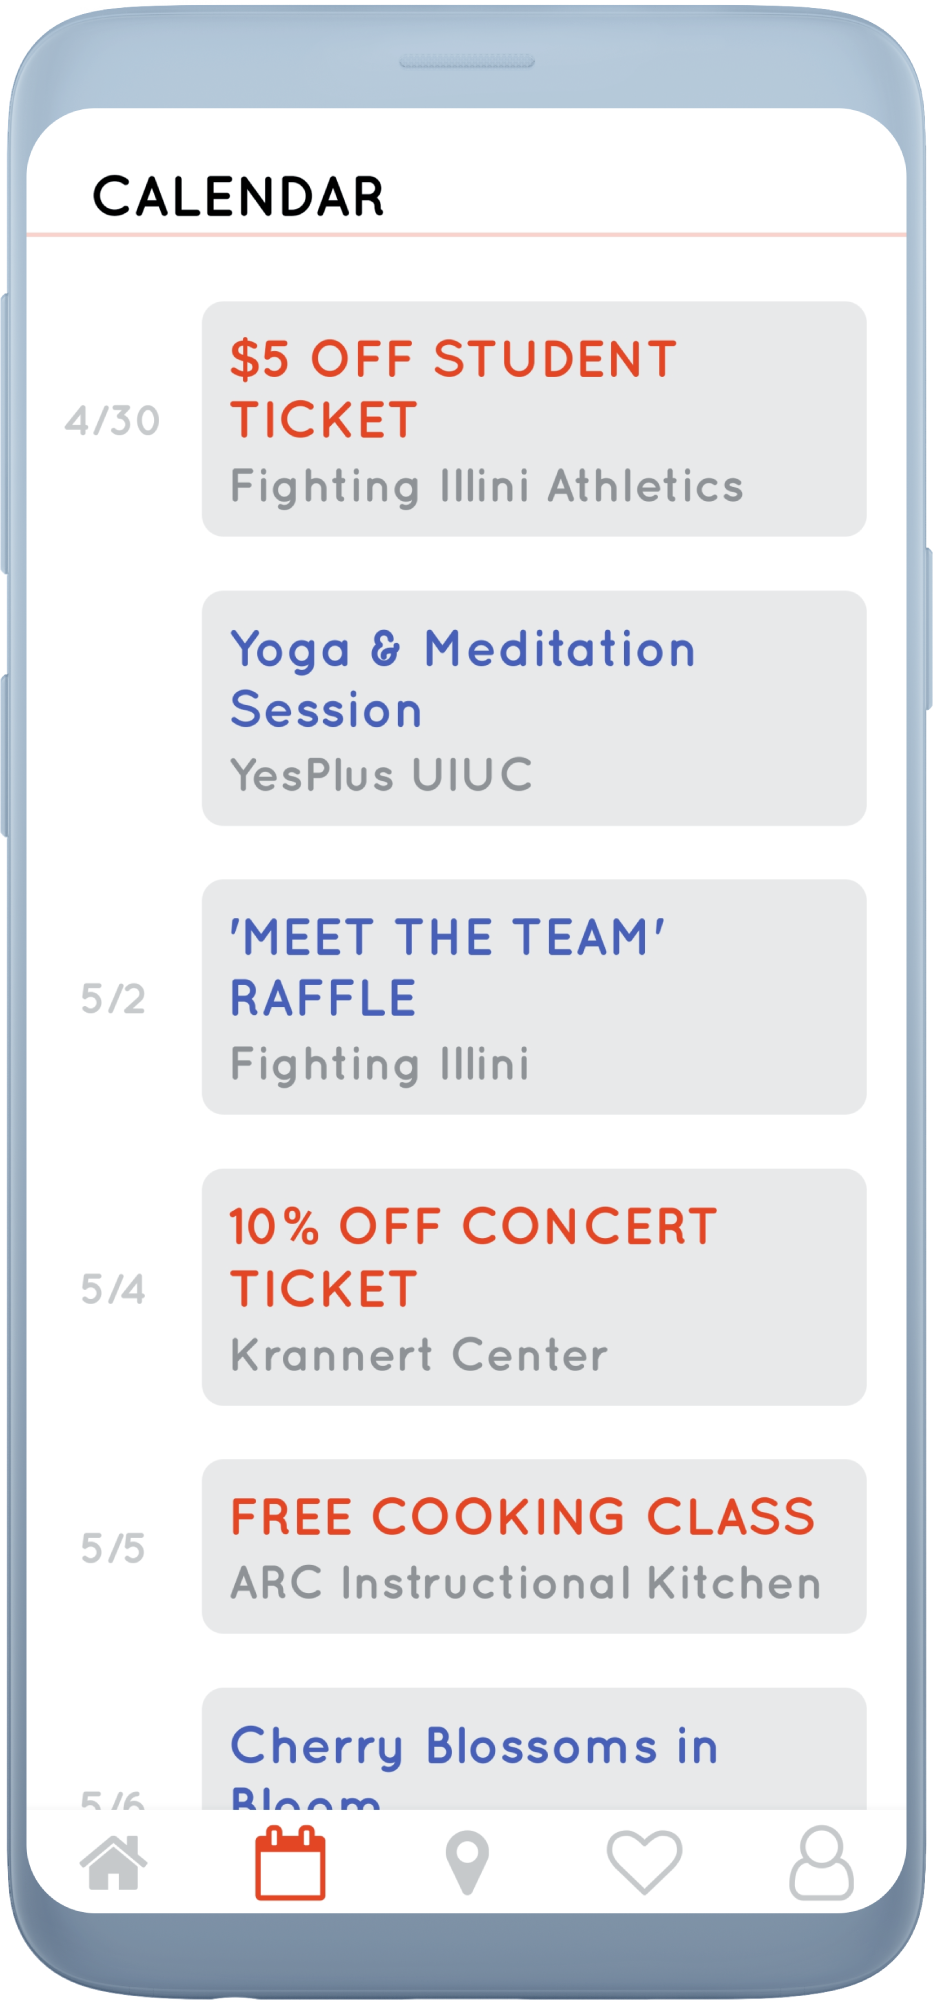 CALENDAR
$5 OFF STUDENT
TICKET
4/30
Fighting Illini Athletics
Yoga & Meditation
Session
YesPlus UIUC
'MEET THE TEAM'
RAFFLE
5/2
Fighting Illini
10% OFF CONCERT
TICKET
5/4
Krannert Center
FREE COOKING CLASS
5/5
ARC Instructional Kitchen
Cherry Blossoms in
Bloom
5/6